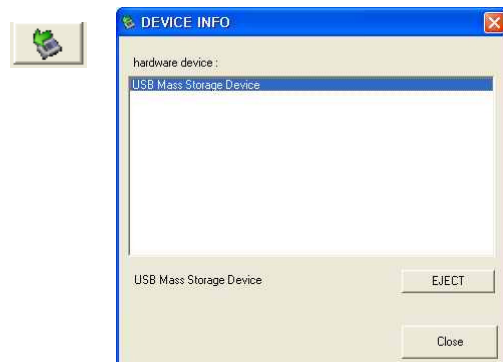 DEVICE INFO
hardware device :
USB Mass Storage Device
USB Mass Storage Device
EJECT
Close